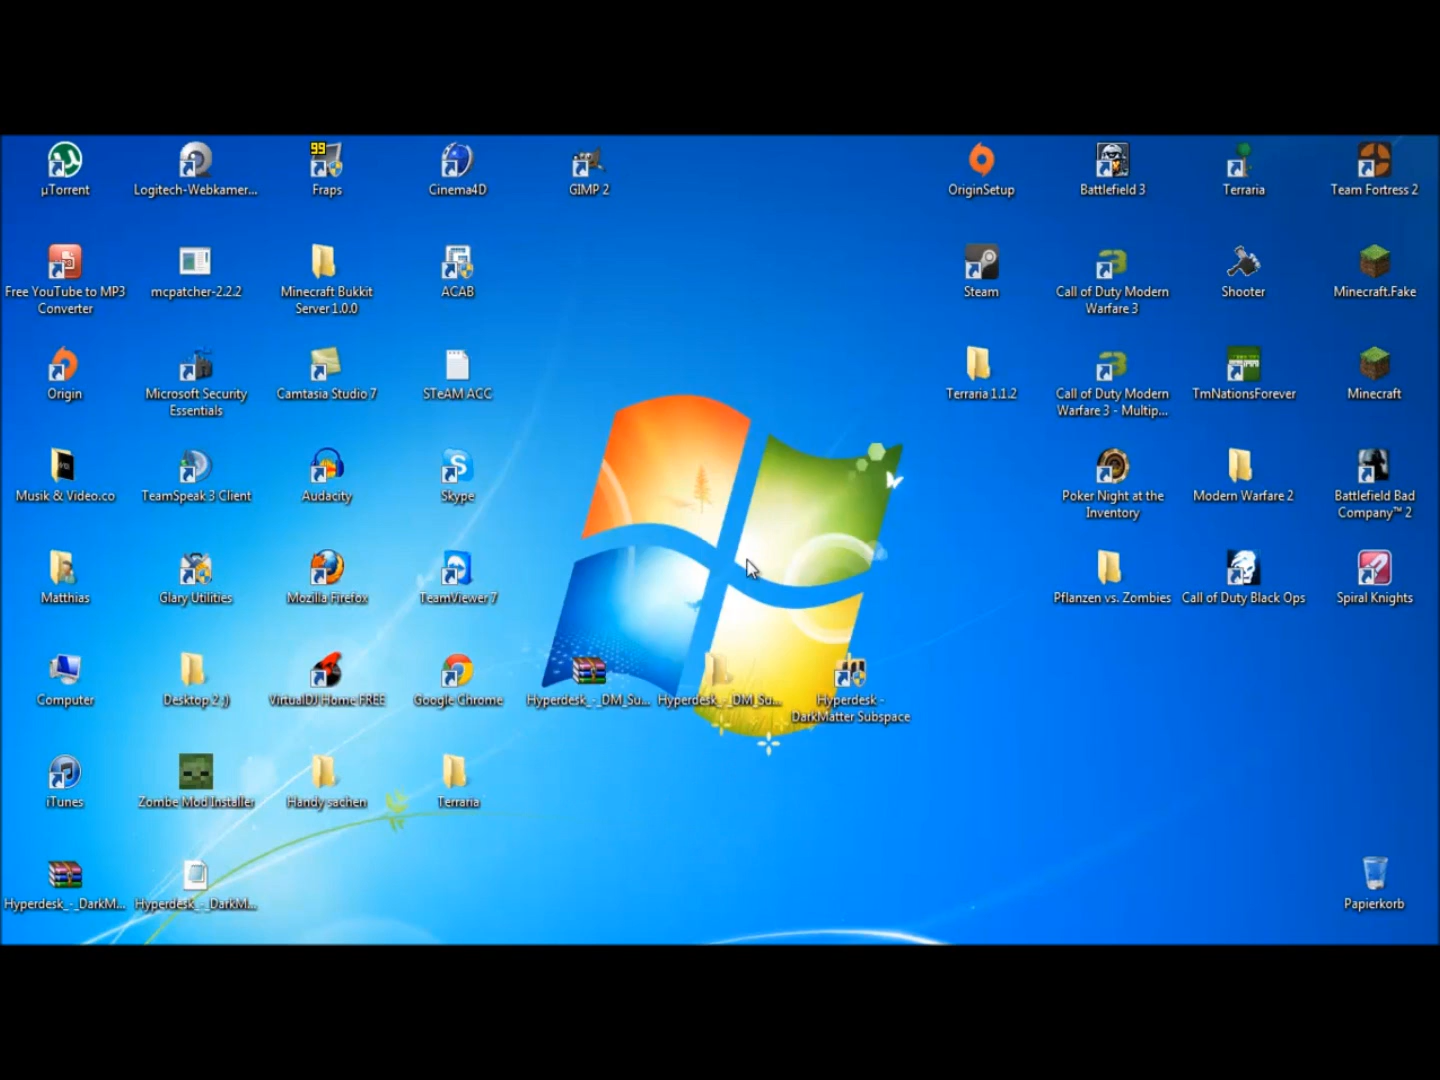 µTorrent
Logitech-Webkamer...
99
Fraps
Cinema4D
GIMP 2
OriginSetup
Battlefield 3
Terraria
Team Fortress 2
Free YouTube to MP3
Converter
mcpatcher-2.2.2
Minecraft Bukkit
Server 1.0.0
ACAB
Steam
Call of Duty Modern
Warfare 3
Shooter
Minecraft.Fake
Origin
Microsoft Security
Essentials
Camtasia Studio 7
STeAM ACC
Terraria 1.1.2
Call of Duty Modern
Warfare 3 - Multip...
TmNationsForever
Minecraft
Musik & Video.co
TeamSpeak 3 Client
Audacity
Skype
Poker Night at the
Inventory
Modern Warfare 2
Battlefield Bad
Company™ 2
Matthias
Glary Utilities
Mozilla Firefox
TeamViewer 7
Pflanzen vs. Zombies
Call of Duty Black Ops
Spiral Knights
Computer
Desktop 2;)
VirtualDJ Home FREE
Google Chrome
Hyperdesk_-_DM_Su...
Hyperdesk_-_DM_Su...
Hyperdesk -
DarkMatter Subspace
iTunes
Zombe Mod Installer
Handy sachen
Terraria
Hyperdesk_-_DarkM...
Hyperdesk_-_DarkM...
Papierkorb